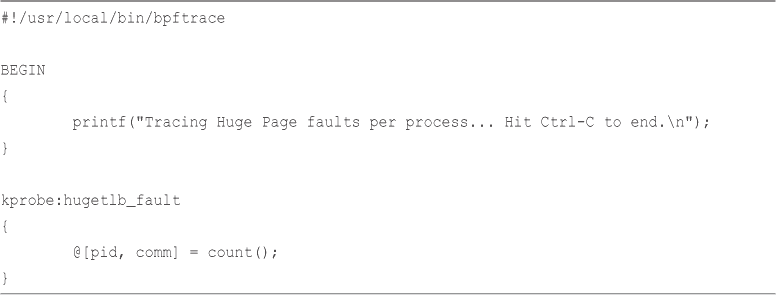 #!/usr/local/bin/bpftrace

BEGIN
{
        printf("Tracing Huge Page faults per process... Hit Ctrl-C to end.\n");
}

kprobe:hugetlb_fault
{
        @[pid, comm] = count();
}